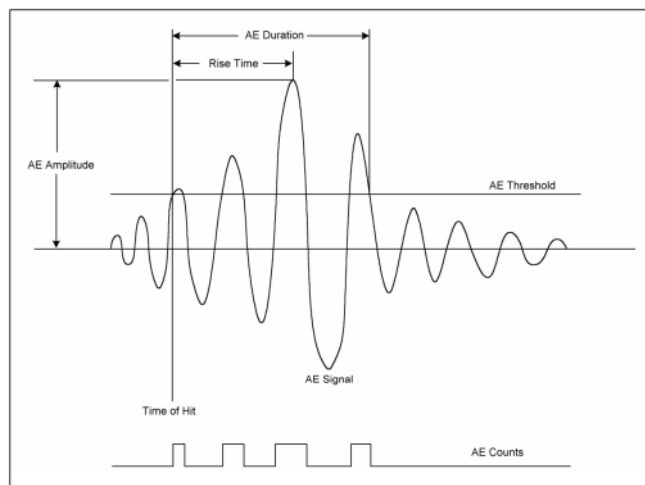 AE Duration
Rise Time
AE Amplitude
AE Threshold
AE Signal
Time of Hit
AE Counts